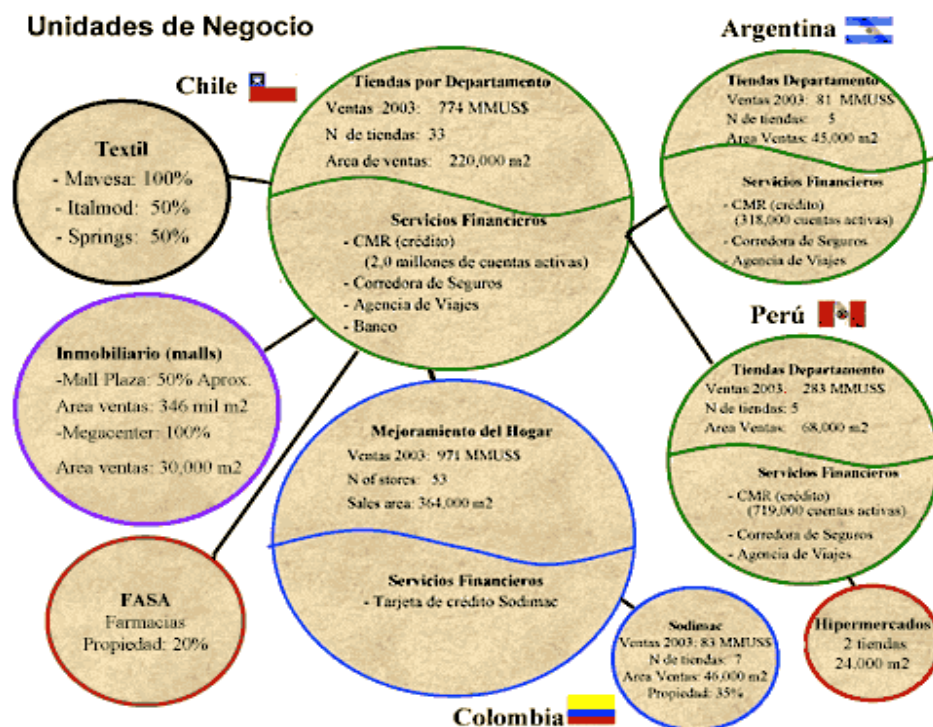 Unidades de Negocio
Chile
Tiendas por Departamento
Ventas 2003: 774 MMUS$
N de tiendas: 33
Area de ventas: 220,000 m2
Servicios Financieros
- CMR (crédito)
(2,0 millones de cuentas activas)
- Corredora de Seguros
- Agencia de Viajes
- Banco
Textil
- Mavesa: 100%
- Italmod: 50%
- Springs: 50%
Inmobiliario (malls)
-Mall Plaza: 50% Aprox.
Area ventas: 346 mil m2
-Megacenter: 100%
Area ventas: 30,000 m2
FASA
Farmacias
Propiedad: 20%
Mejoramiento del Hogar
Ventas 2003: 971 MMUS$
N of stores: 53
Sales area: 364,000 m2
Servicios Financieros
- Tarjeta de crédito Sodimac
Argentina
Tiendas Departamento
Ventas 2003: 81 MMUS$
N de tiendas: 5
Area Ventas: 45,000 m2
Servicios Financieros
- CMR (crédito)
(318,000 cuentas activas)
- Corredora de Seguros
- Agencia de Viajes
Perú
Tiendas Departamento
Ventas 2003: 283 MMUS$
N de tiendas: 5
Area Ventas: 68,000 m2
Servicios Financieros
- CMR (crédito)
(719,000 cuentas activas)
- Corredora de Seguros
- Agencia de Viajes
Hipermercados
2 tiendas
24.000 m2
Sodimac
Ventas 2003: 83 MMUS$
N de tiendas: 7
Area Ventas: 46,000 m2
Propiedad: 35%
Colombia